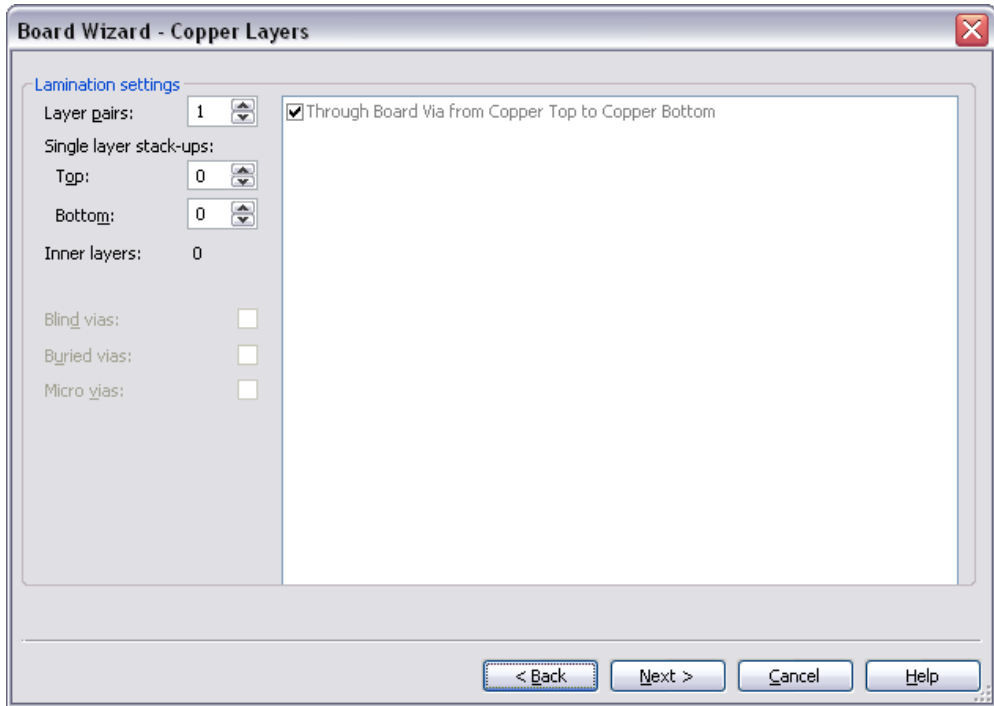 Board Wizard - Copper Layers
Lamination settings
Layer pairs: 1
Through Board Via from Copper Top to Copper Bottom
Single layer stack-ups:
Top: 0
Bottom: 0
Inner layers: 0
Blind vias:
Buried vias:
Micro vias:
< Back Next > Cancel Help